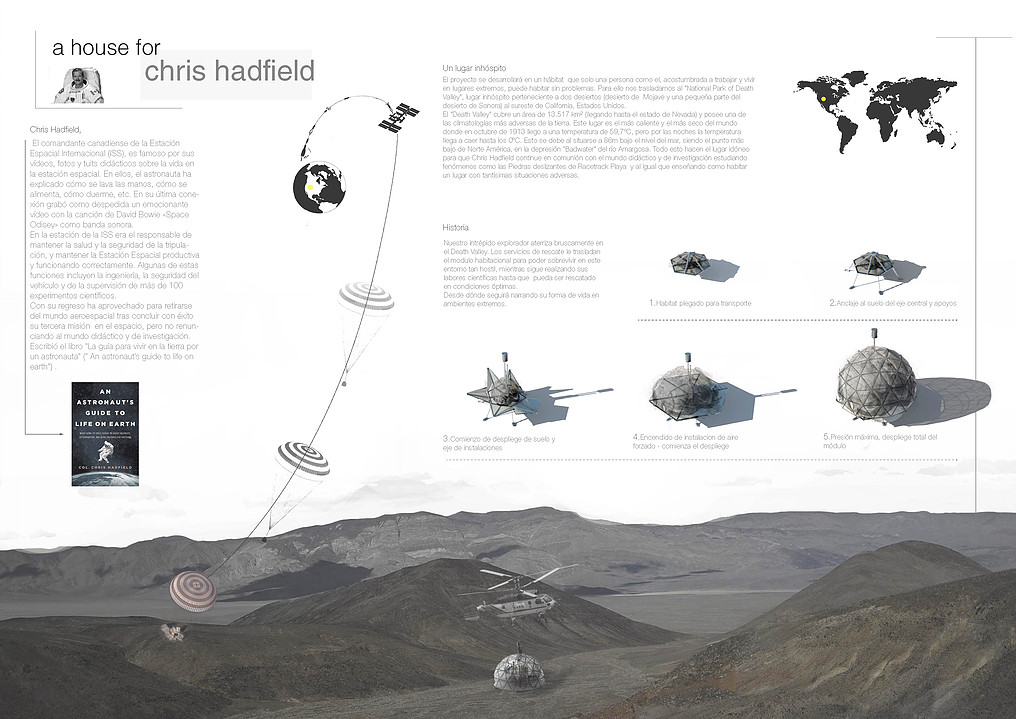 a house for
chris hadfield
Chris Hadfield,
El comandante canadiense de la Estación
Espacial Internacional (ISS), es famoso por sus
vídeos, fotos y tuits didácticos sobre la vida en
la estación espacial. En ellos, el astronauta ha
explicado cómo se lava las manos, cómo se
alimenta, cómo duerme, etc. En su última cone-
xión grabó como despedida un emocionante
vídeo con la canción de David Bowie «Space
Odisey» como banda sonora.
En la estación de la ISS era el responsable de
mantener la salud y la seguridad de la tripula-
ción, y mantener la Estación Espacial productiva
y funcionando correctamente. Algunas de estas
funciones incluyen la ingeniería, la seguridad del
vehículo y de la supervisión de más de 100
experimentos científicos.
Con su regreso ha aprovechado para retirarse
del mundo aeroespacial tras concluir con éxito
su tercera misión en el espacio, pero no renun-
ciando al mundo didáctico y de investigación.
Escribió el libro "La guía para vivir en la tierra por
un astronauta" (" An astronaut's guide to life on
earth") .
AN
ASTRONAUT'S
GUIDE TO
LIFE ON EARTH
COL. CHRIS HADFIELD
Un lugar inhóspito
El proyecto se desarrollará en un hábitat que solo una persona como el, acostumbrada a trabajar y vivir
en lugares extremos, puede habitar sin problemas. Para ello nos trasladamos al "National Park of Death
Valley", lugar inhóspito perteneciente a dos desiertos (desierto de Mojave y una pequeña parte del
desierto de Sonora) al sureste de California, Estados Unidos.
El "Death Valley" cubre un área de 13.517 km² (llegando hasta el estado de Nevada) y posee una de
las climatologías más adversas de la tierra. Este lugar es el más caliente y el más seco del mundo
donde en octubre de 1913 llego a una temperatura de 59,7ºC, pero por las noches la temperatura
llega a caer hasta los 0ºC. Esto se debe al situarse a 86m bajo el nivel del mar, siendo el punto más
bajo de Norte América, en la depresión "Badwater" del río Amargosa. Todo esto hacen el lugar idóneo
para que Chris Hadfield continue en comunión con el mundo didáctico y de investigación estudiando
fenómenos como las Piedras deslizantes de Racetrack Playa y al igual que enseñando como habitar
un lugar con tantísimas situaciones adversas.
Historia
Nuestro intrépido explorador aterriza bruscamente en
el Death Valley. Los servicios de rescate le trasladan
el modulo habitacional para poder sobrevivir en este
entorno tan hostil, mientras sigue realizando sus
labores científicas hasta que pueda ser rescatado
en condiciones óptimas.
Desde dónde seguirá narrando su forma de vida en
ambientes extremos.
1.Habitat plegado para transporte
2.Anclaje al suelo del eje central y apoyos
3.Comienzo de despliege de suelo y
eje de instalaciones
4.Encendido de instalacion de aire
forzado - comienza el despliege
5.Presión máxima, despliege total del
módulo